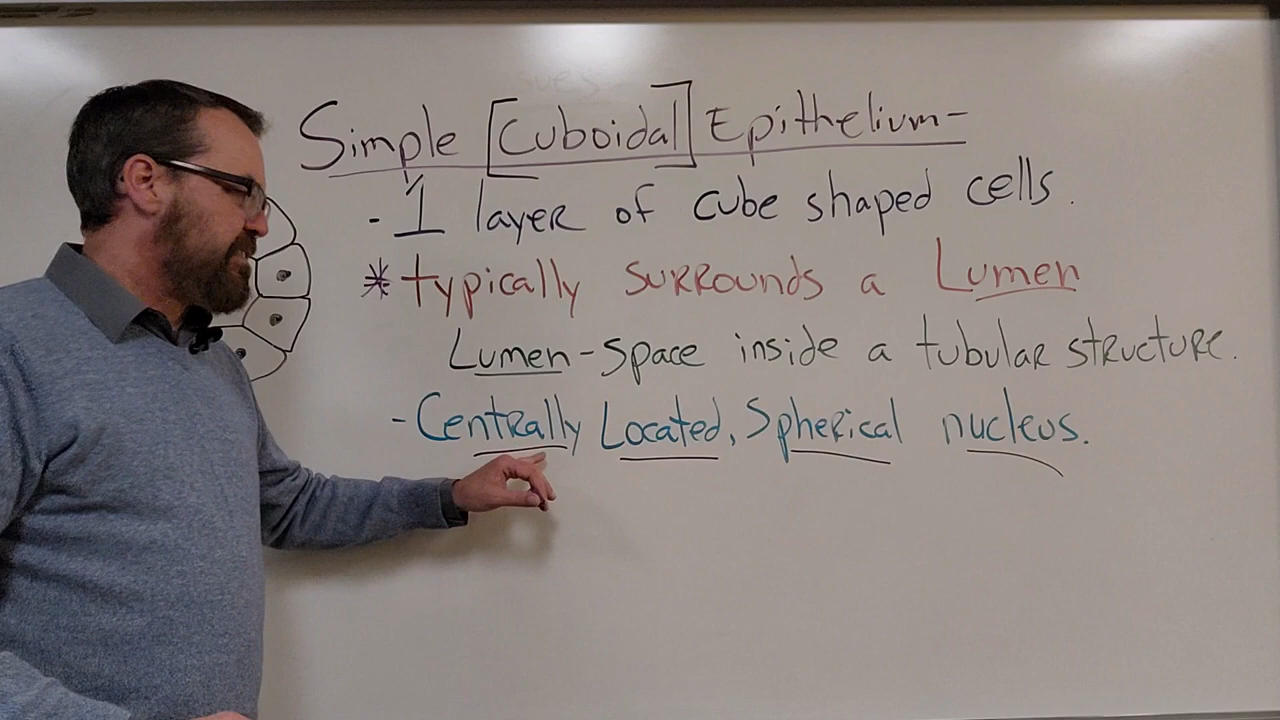 Simple [Cuboidal] Epithelium-
- 1 layer of cube shaped cells.
* typically surrounds a Lumen
Lumen - space inside a tubular structure.
- Centrally Located, Spherical nucleus.